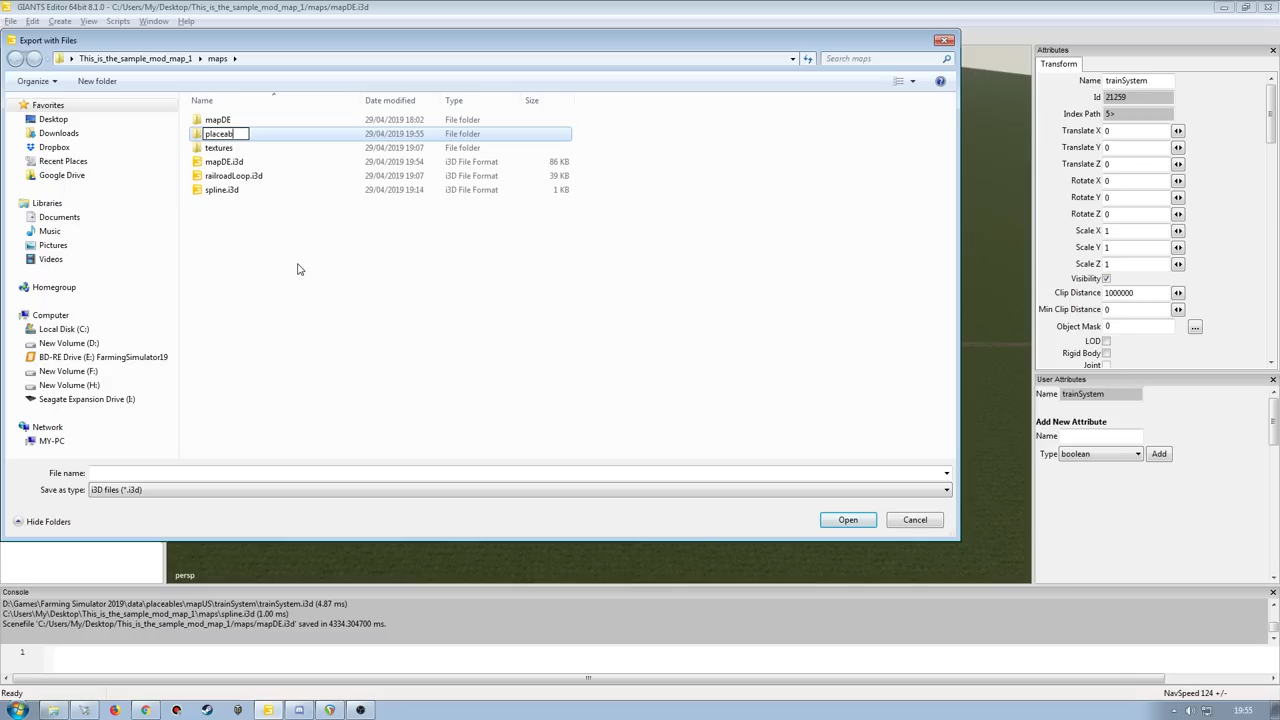 GIANTS Editor 64bit 8.1.0 - C:/Users/My/Desktop/This_is_the_sample_mod_map_1/maps/mapDE.i3d
File Edit Create View Scripts Window Help
Export with Files
This_is_the_sample_mod_map_1 maps
Search maps
Organize New folder
Favorites
Desktop
Downloads
Dropbox
Recent Places
Google Drive
Libraries
Documents
Music
Pictures
Videos
Homegroup
Computer
Local Disk (C:)
New Volume (D:)
BD-RE Drive (E:) FarmingSimulator19
New Volume (F:)
New Volume (H:)
Seagate Expansion Drive (I:)
Network
MY-PC
Name Date modified Type Size
mapDE 29/04/2019 18:02 File folder
placeab 29/04/2019 19:55 File folder
textures 29/04/2019 19:07 File folder
mapDE.i3d 29/04/2019 19:54 i3D File Format 86 KB
railroadLoop.i3d 29/04/2019 19:07 i3D File Format 39 KB
spline.i3d 29/04/2019 19:14 i3D File Format 1 KB
File name:
Save as type: i3D files (*.i3d)
Hide Folders
Open Cancel
Attributes
Transform
Name trainSystem
Id 21259
Index Path 5>
Translate X 0
Translate Y 0
Translate Z 0
Rotate X 0
Rotate Y 0
Rotate Z 0
Scale X 1
Scale Y 1
Scale Z 1
Visibility
Clip Distance 1000000
Min Clip Distance 0
Object Mask 0 ...
LOD
Rigid Body
Joint
User Attributes
Name trainSystem
Add New Attribute
Name
Type boolean Add
persp
Console
D:\Games\Farming Simulator 2019\data\placeables\mapUS\trainSystem\trainSystem.i3d (4.87 ms)
C:\Users\My\Desktop\This_is_the_sample_mod_map_1\maps\spline.i3d (1.00 ms)
Scenefile 'C:/Users/My/Desktop/This_is_the_sample_mod_map_1/maps/mapDE.i3d' saved in 4334.304700 ms.
1
Ready
NavSpeed 124 +/-
19:55